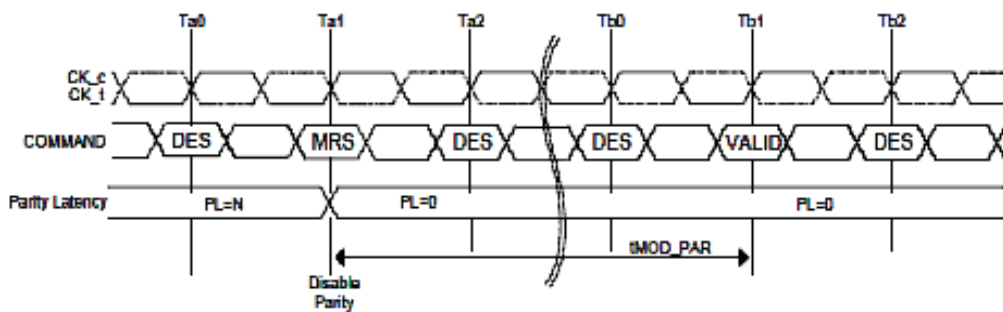 Ta0 Ta1 Ta2 Tb0 Tb1 Tb2
CK_c
CK_t
COMMAND DES MRS DES DES VALID DES
Parity Latency PL=N PL=0 PL=0
tMOD_PAR
Disable
Parity